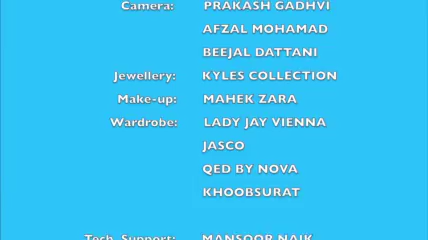 Camera: PRAKASH GADHVI
AFZAL MOHAMAD
BEEJAL DATTANI
Jewellery: KYLES COLLECTION
Make-up: MAHEK ZARA
Wardrobe: LADY JAY VIENNA
JASCO
QED BY NOVA
KHOOBSURAT
Tech. Support: MANSOOR NAIK